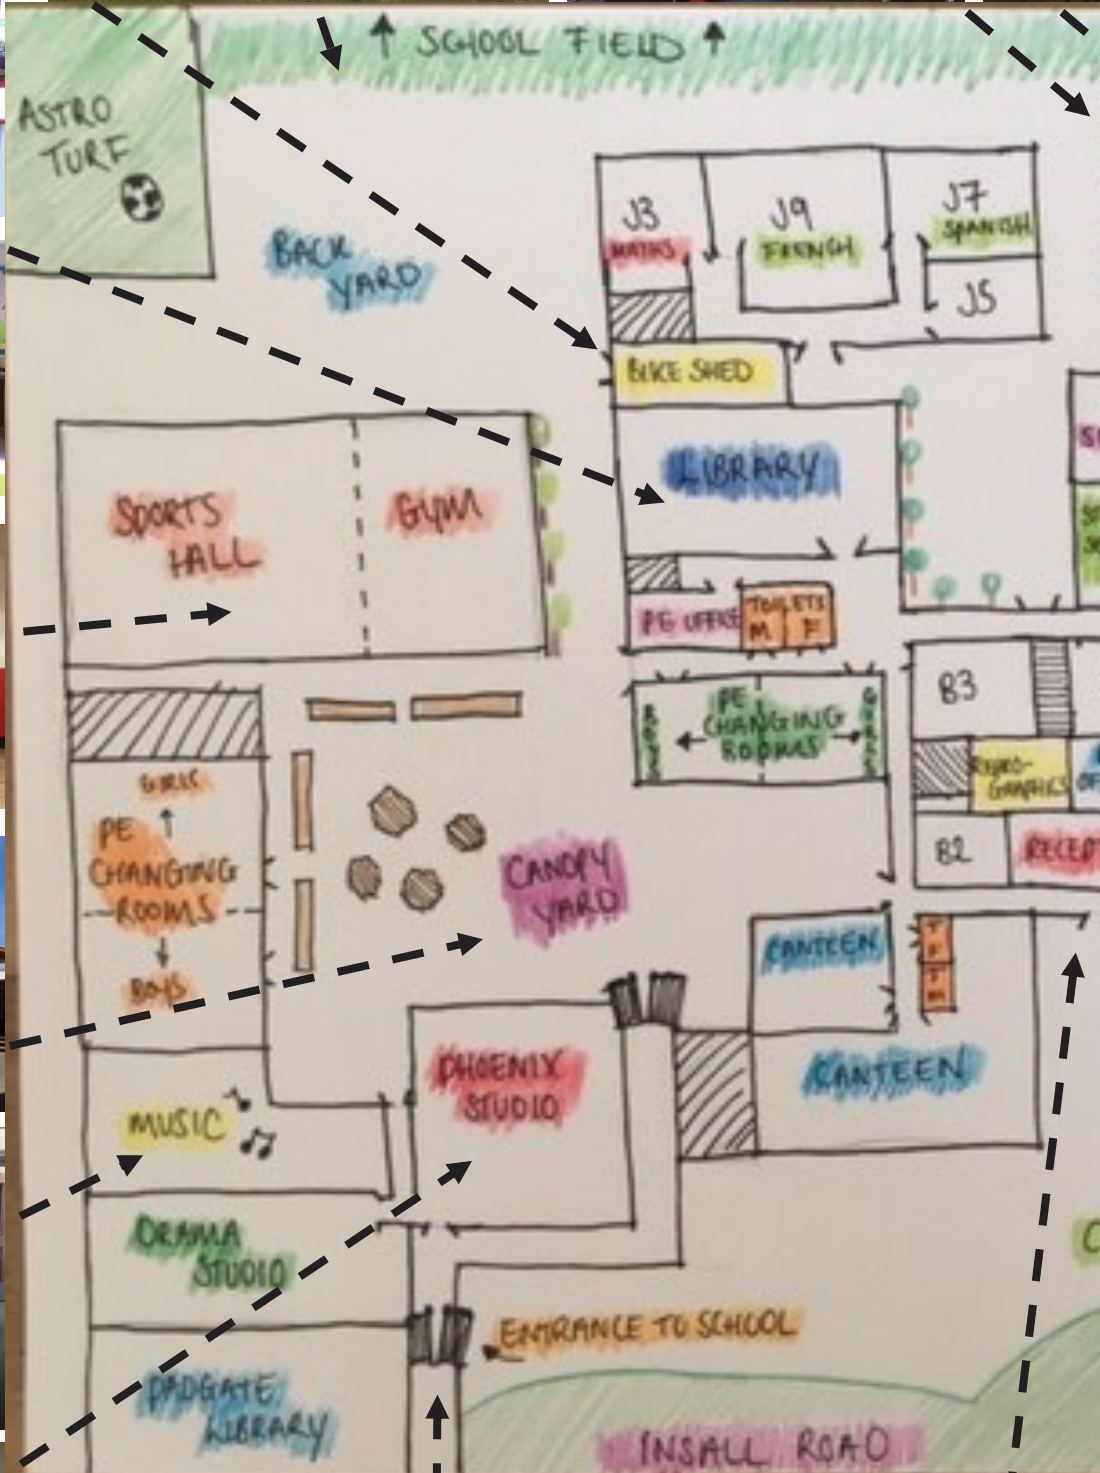 SCHOOL FIELD
ASTRO
TURF
BACK
YARD
J3
MATHS
J9
FRENCH
J7
SPANISH
J5
BIKE SHED
LIBRARY
SPORTS
HALL
GYM
PE OFFICE
TOILETS
M F
B3
BOYS
PE
CHANGING
ROOMS
GIRLS
REPRO-
GRAPHICS
B2
GIRLS
PE
CHANGING
ROOMS
BOYS
CANOPY
YARD
CANTEEN
T
F
T
M
PHOENIX
STUDIO
CANTEEN
MUSIC
DRAMA
STUDIO
ENTRANCE TO SCHOOL
PADGATE
LIBRARY
INSALL ROAD